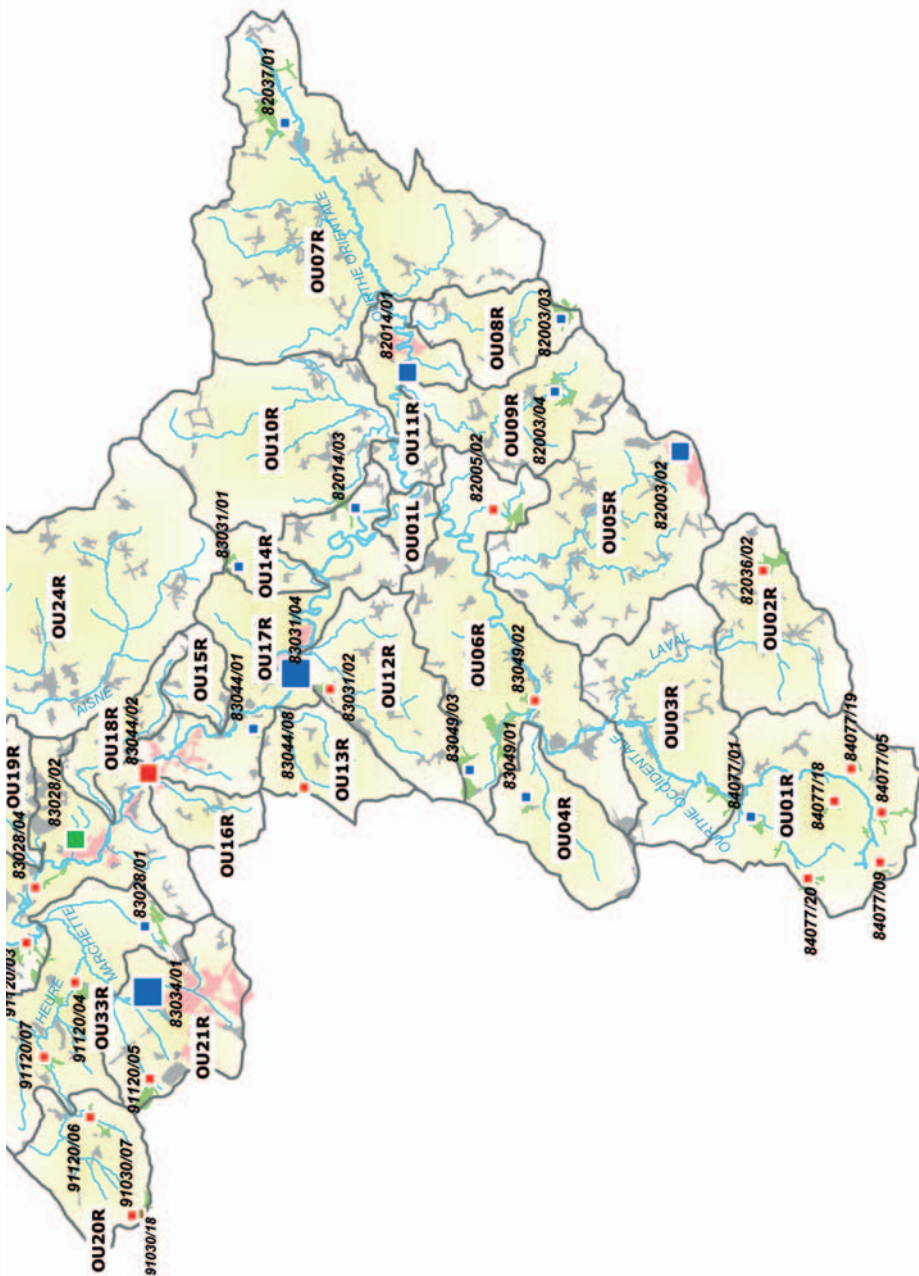 91120/03
83028/04
OU19R
91120/07
HEURE
83028/02
OU24R
91120/06
91120/04
MARCHETTE
AISNE
OU20R
91030/07
91030/18
OU33R
91120/05
OU18R
83044/02
83028/01
83034/01
OU21R
OU15R
83044/01
OU16R
83031/01
OU14R
OU17R
83031/04
83044/08
OU13R
83031/02
OU12R
OU10R
82014/03
OU07R
82037/01
OURTHE ORIENTALE
82014/01
OU01L
OU11R
OU06R
83049/03
83049/02
83049/01
82005/02
OU09R
82003/04
OU08R
82003/03
OU04R
OU05R
82003/02
LAVAL
OU03R
OURTHE OCCIDENTALE
82036/02
OU02R
84077/01
OU01R
84077/18
84077/19
84077/20
84077/09
84077/05